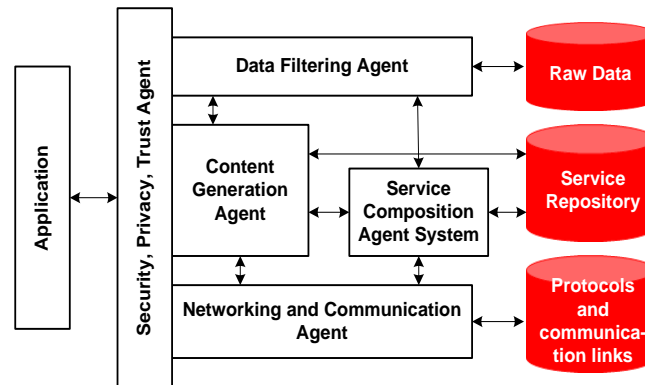 Application
Security, Privacy, Trust Agent
Data Filtering Agent
Raw Data
Content
Generation
Agent
Service
Composition
Agent System
Service
Repository
Networking and Communication
Agent
Protocols
and
communica-
tion links